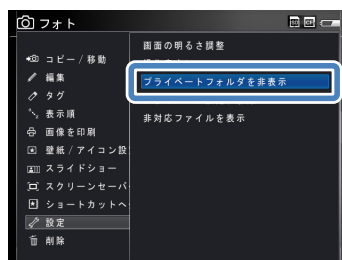 フォト
画面の明るさ調整
コピー/移動
編集
プライベートフォルダを非表示
タグ
表示順
非対応ファイルを表示
画像を印刷
壁紙/アイコン設
スライドショー
スクリーンセーバ
ショートカットへ
設定
削除